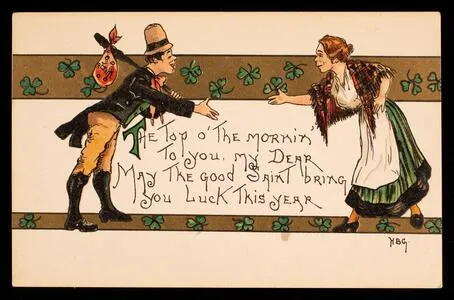 The Top o' The Mornin'
To you, my Dear
May The Good Saint bring
you Luck This year
HBG.